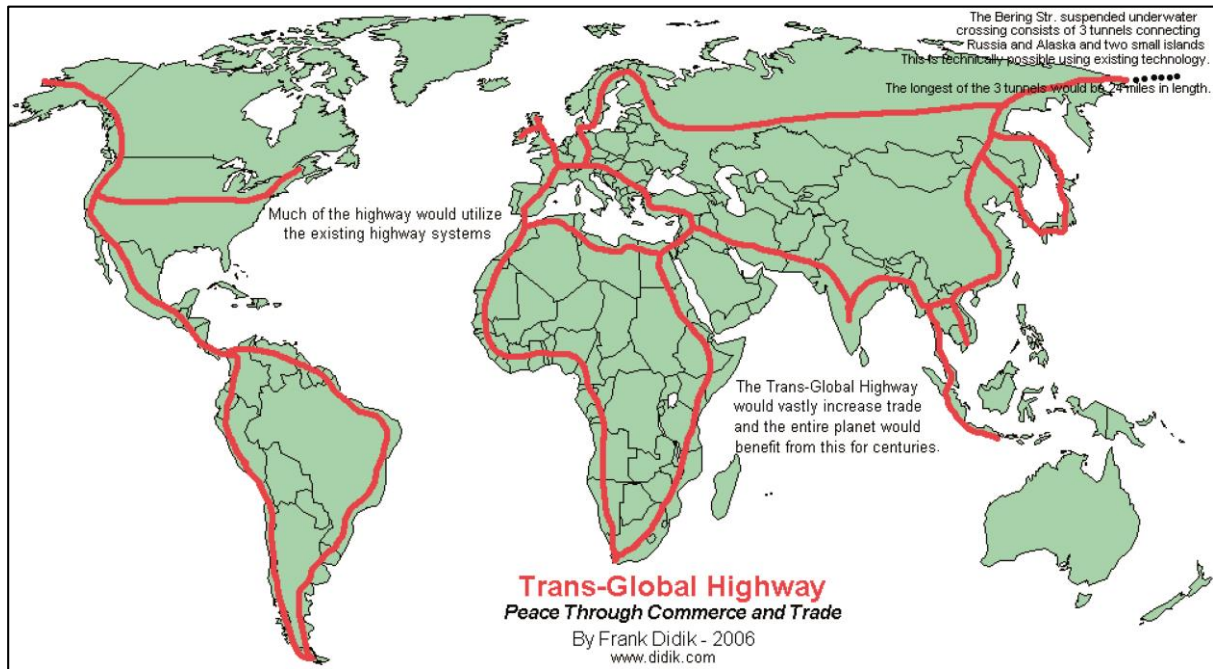 The Bering Str. suspended underwater
crossing consists of 3 tunnels connecting
Russia and Alaska and two small islands
This is technically possible using existing technology.
The longest of the 3 tunnels would be 24 miles in length.
Much of the highway would utilize
the existing highway systems
The Trans-Global Highway
would vastly increase trade
and the entire planet would
benefit from this for centuries.
Trans-Global Highway
Peace Through Commerce and Trade
By Frank Didik - 2006
www.didik.com